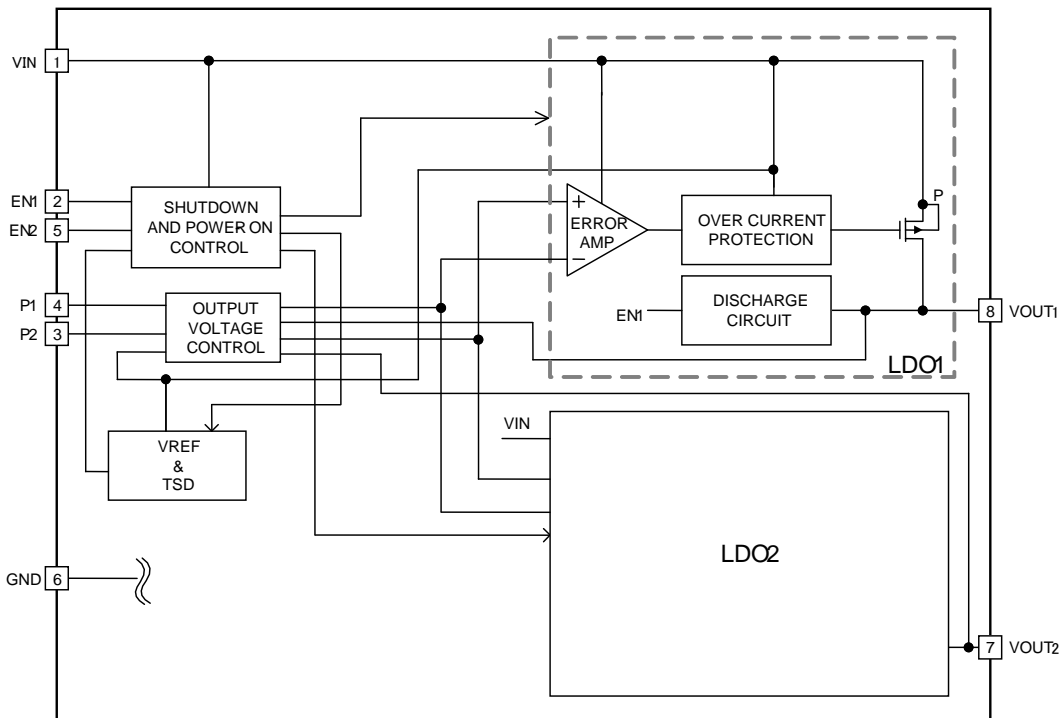 VIN
1
EN1
2
EN2
5
SHUTDOWN
AND POWER ON
CONTROL
P1
4
P2
3
OUTPUT
VOLTAGE
CONTROL
VREF
&
TSD
GND
6
+
ERROR
AMP
−
OVER CURRENT
PROTECTION
P
EN1
DISCHARGE
CIRCUIT
8
VOUT1
LDO1
VIN
LDO2
7
VOUT2